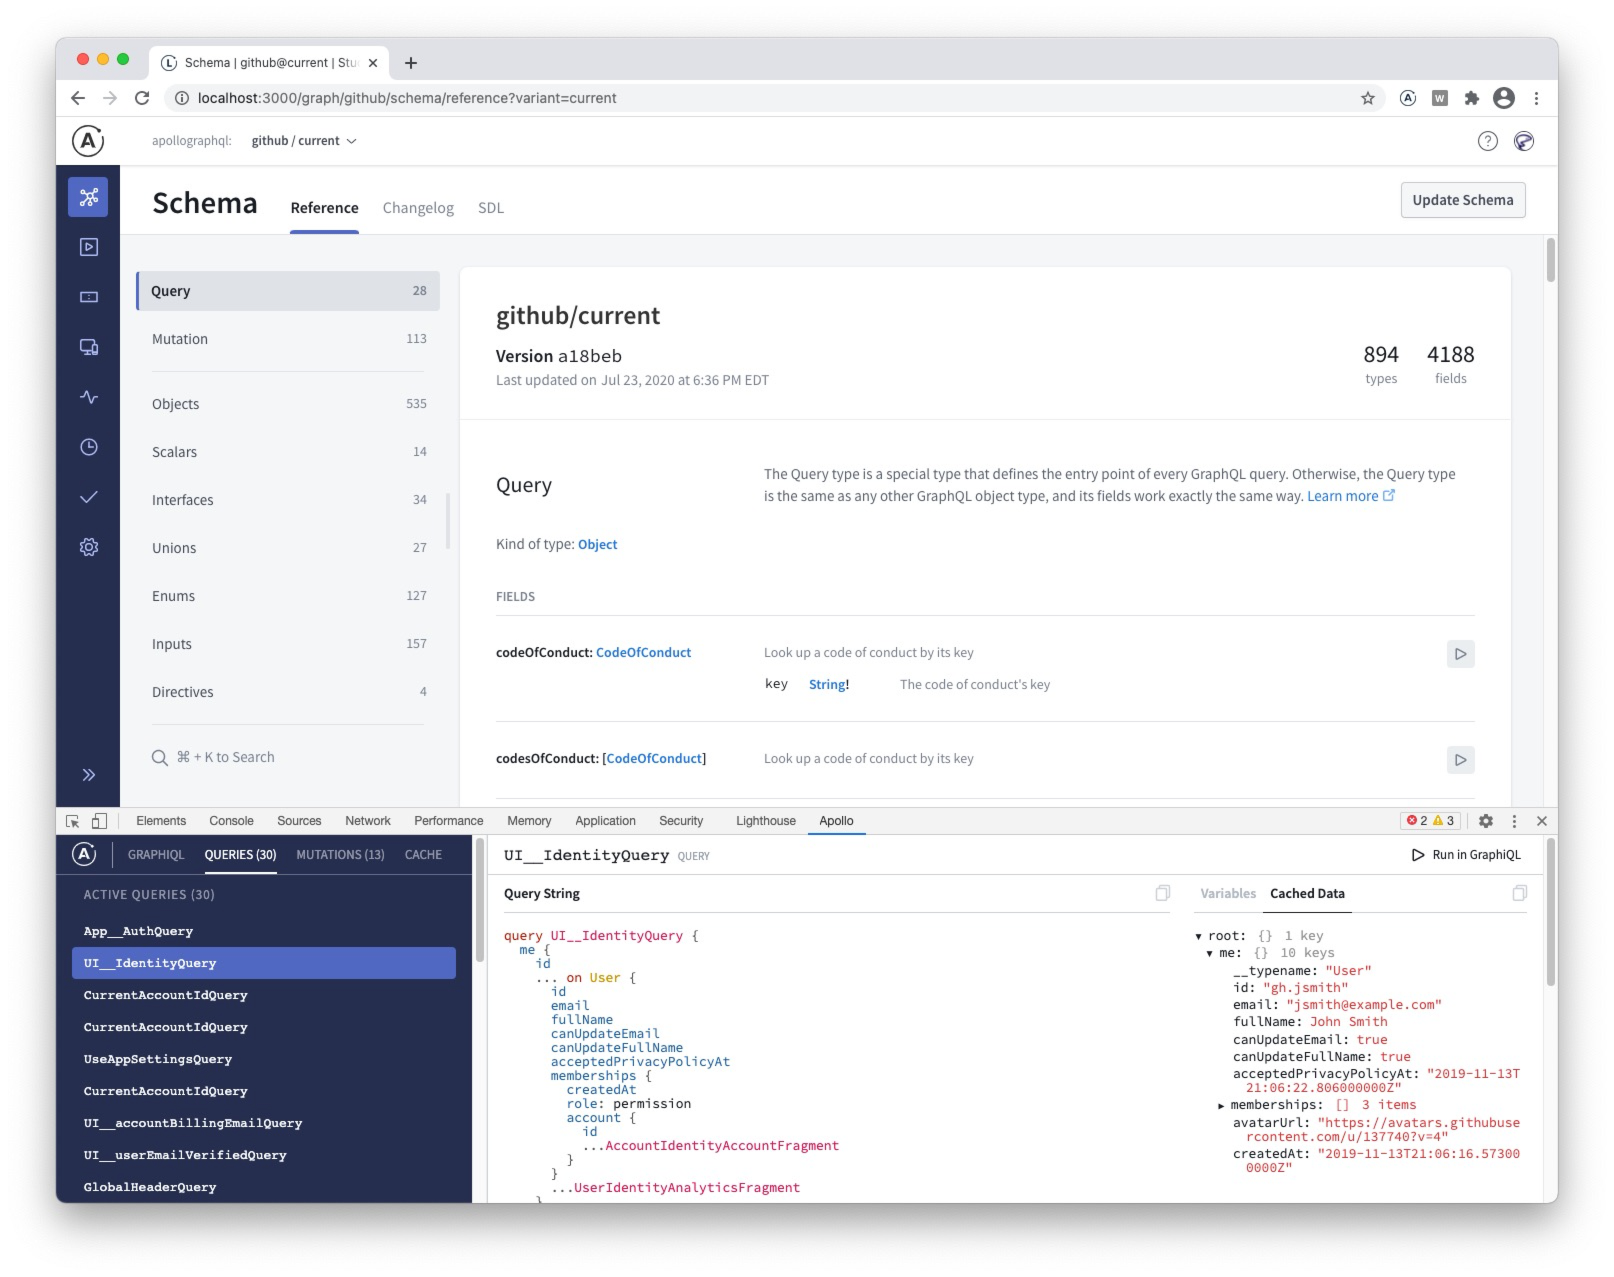 Schema | github@current | Stu
localhost:3000/graph/github/schema/reference?variant=current
W
apollographql: github / current
Schema Reference Changelog SDL Update Schema
Query 28
Mutation 113
Objects 535
Scalars 14
Interfaces 34
Unions 27
Enums 127
Inputs 157
Directives 4
⌘ + K to Search
github/current
Version a18beb
Last updated on Jul 23, 2020 at 6:36 PM EDT
894 4188
types fields
Query
The Query type is a special type that defines the entry point of every GraphQL query. Otherwise, the Query type
is the same as any other GraphQL object type, and its fields work exactly the same way. Learn more
Kind of type: Object
FIELDS
codeOfConduct: CodeOfConduct Look up a code of conduct by its key
key String! The code of conduct's key
codesOfConduct: [CodeOfConduct] Look up a code of conduct by its key
Elements Console Sources Network Performance Memory Application Security Lighthouse Apollo 2 3
GRAPHIQL QUERIES (30) MUTATIONS (13) CACHE
ACTIVE QUERIES (30)
App__AuthQuery
UI__IdentityQuery
CurrentAccountIdQuery
CurrentAccountIdQuery
UseAppSettingsQuery
CurrentAccountIdQuery
UI__accountBillingEmailQuery
UI__userEmailVerifiedQuery
GlobalHeaderQuery
UI__IdentityQuery QUERY Run in GraphiQL
Query String
query UI__IdentityQuery {
me {
id
... on User {
id
email
fullName
canUpdateEmail
canUpdateFullName
acceptedPrivacyPolicyAt
memberships {
createdAt
role: permission
account {
id
...AccountIdentityAccountFragment
}
}
...UserIdentityAnalyticsFragment
}
Variables Cached Data
▼ root: {} 1 key
▼ me: {} 10 keys
__typename: "User"
id: "gh.jsmith"
email: "jsmith@example.com"
fullName: John Smith
canUpdateEmail: true
canUpdateFullName: true
acceptedPrivacyPolicyAt: "2019-11-13T
21:06:22.806000000Z"
▶ memberships: [] 3 items
avatarUrl: "https://avatars.githubuse
rcontent.com/u/137740?v=4"
createdAt: "2019-11-13T21:06:16.57300
0000Z"